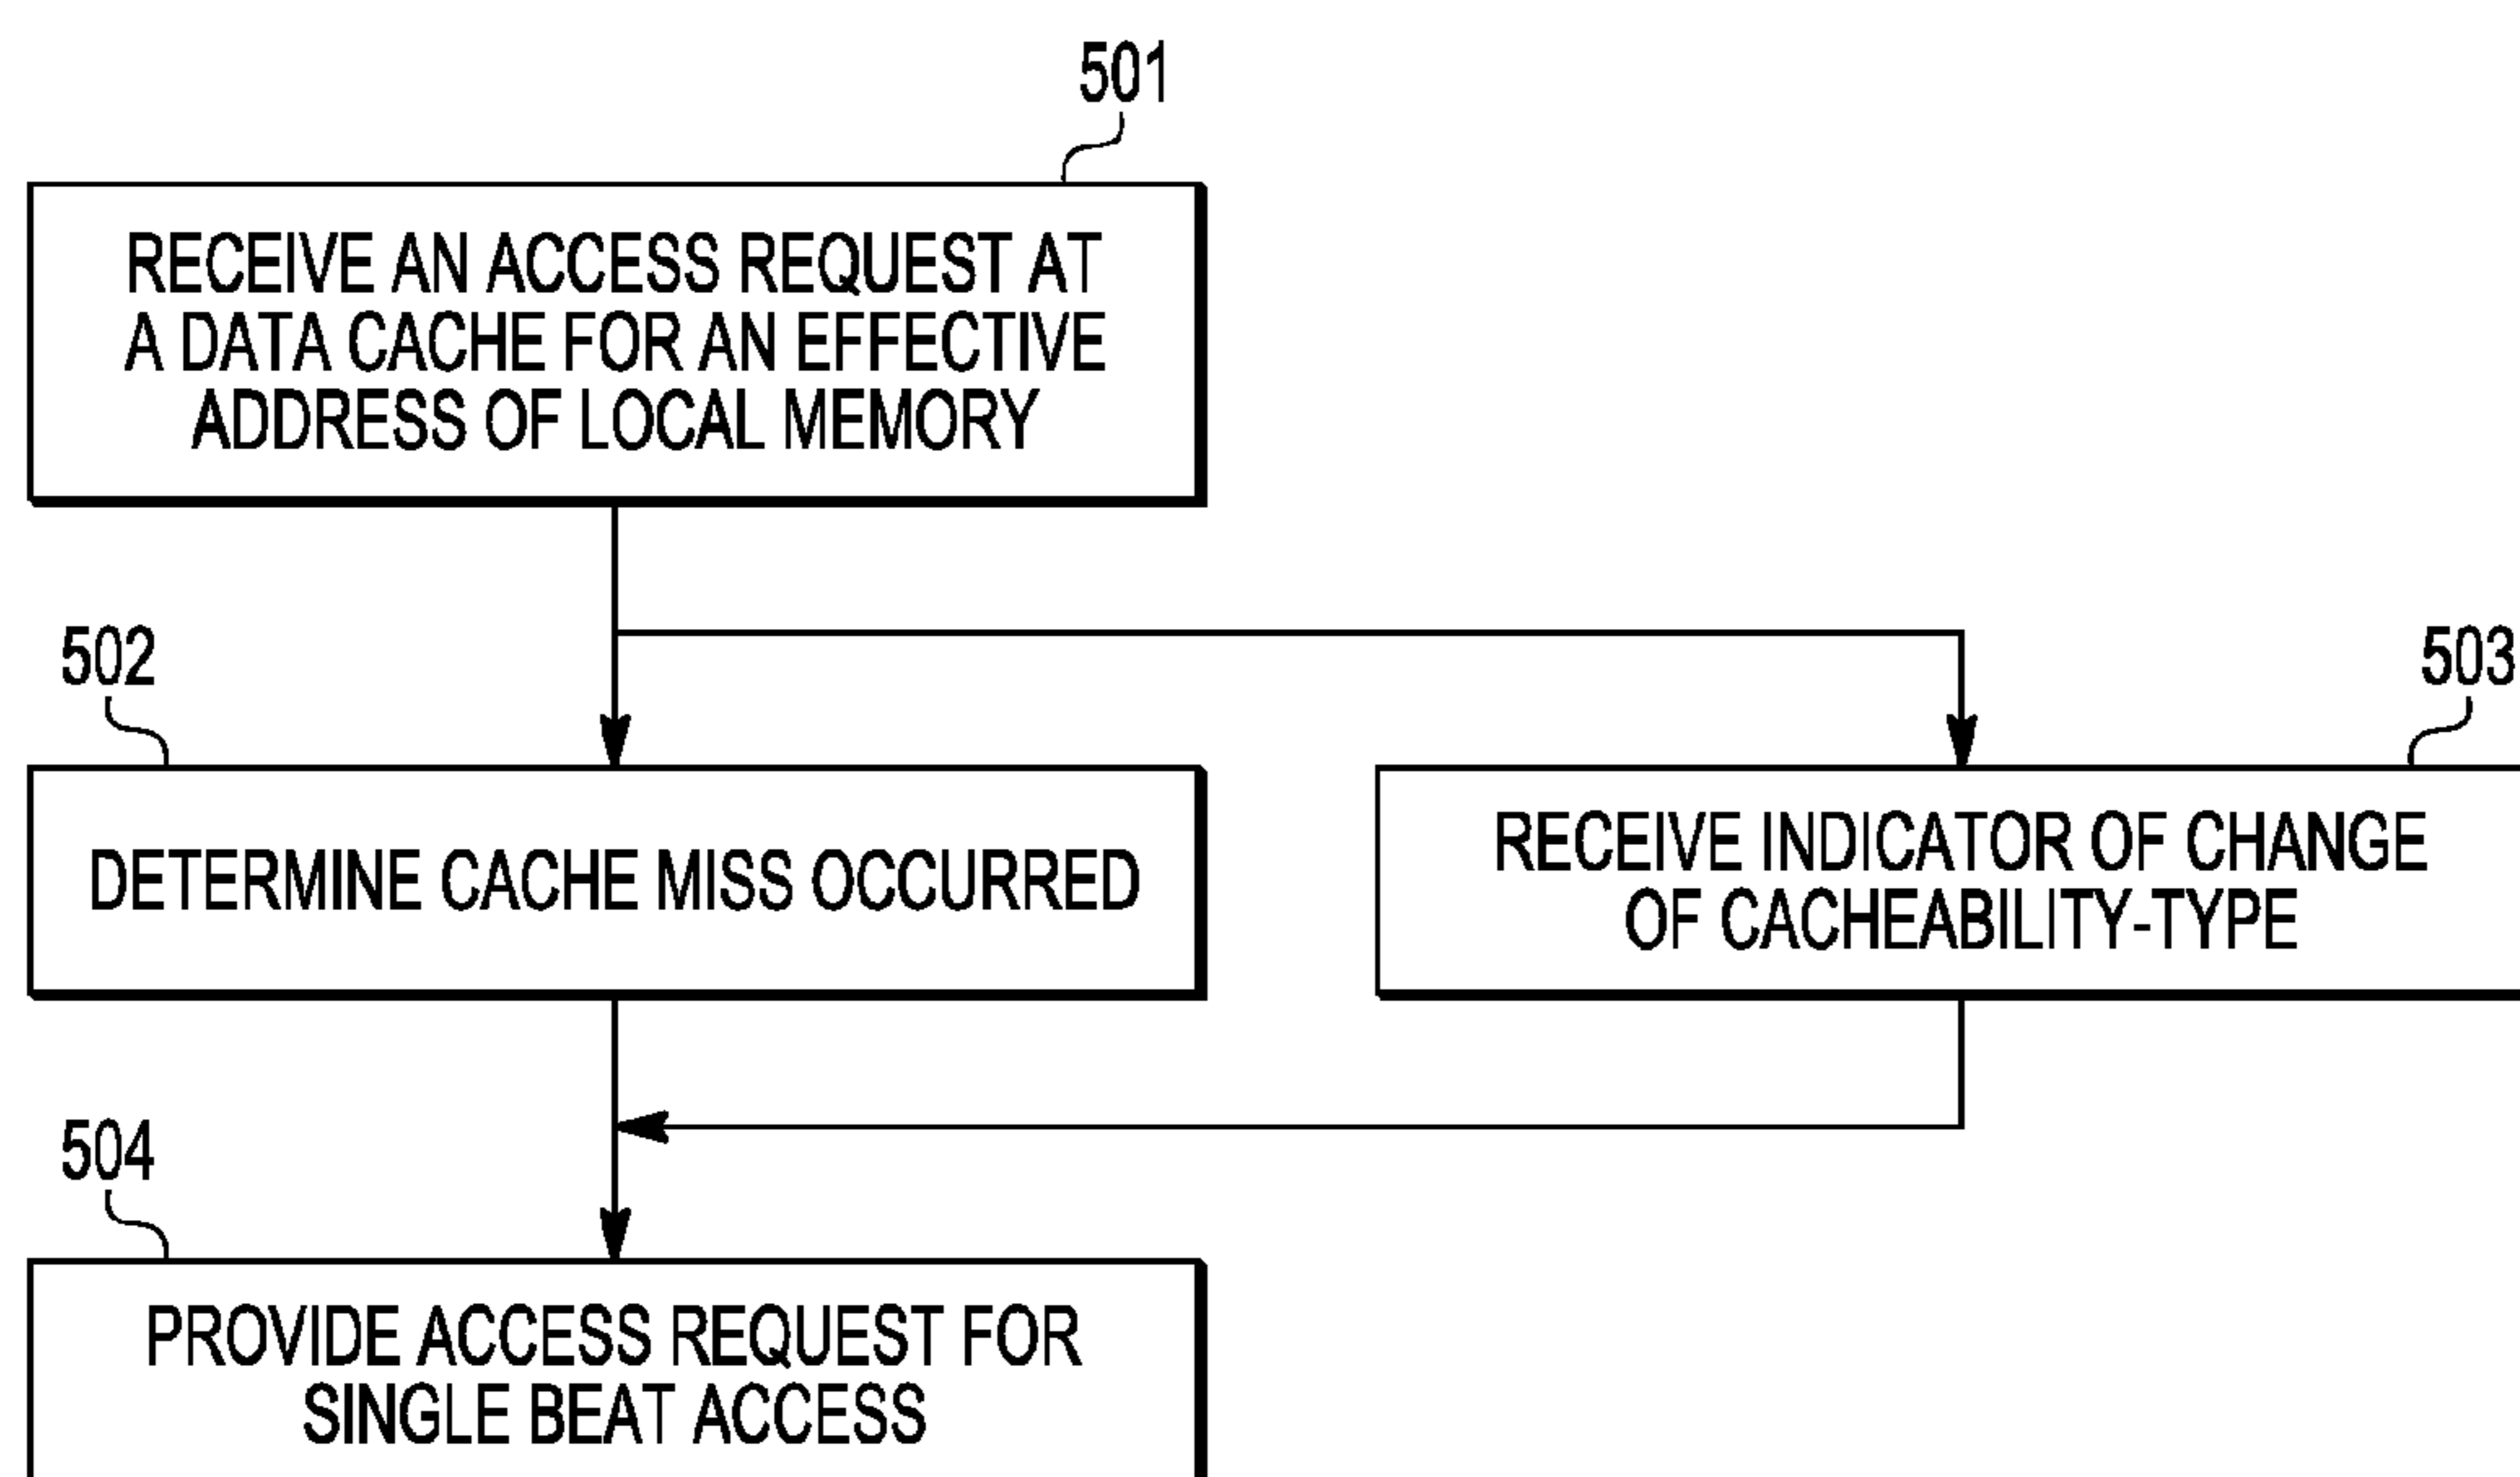 501
RECEIVE AN ACCESS REQUEST AT
A DATA CACHE FOR AN EFFECTIVE
ADDRESS OF LOCAL MEMORY
502
503
DETERMINE CACHE MISS OCCURRED
RECEIVE INDICATOR OF CHANGE
OF CACHEABILITY-TYPE
504
PROVIDE ACCESS REQUEST FOR
SINGLE BEAT ACCESS